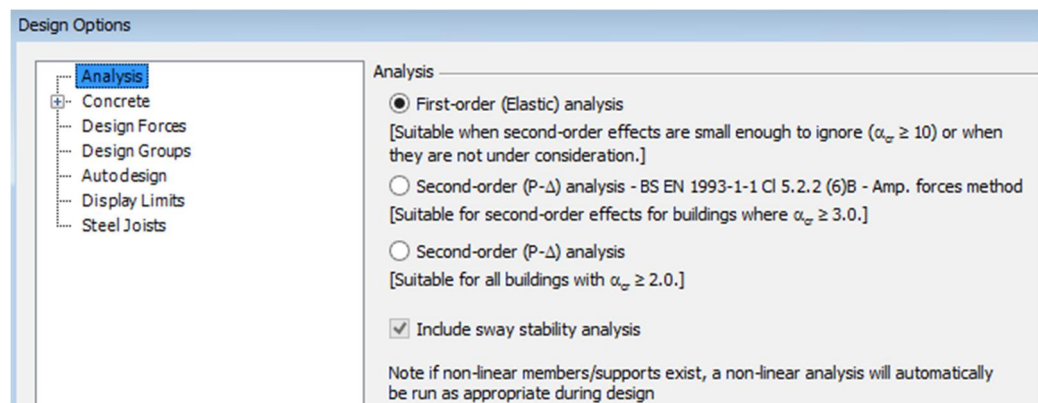 Design Options
Analysis
Concrete
Design Forces
Design Groups
Autodesign
Display Limits
Steel Joists
Analysis
First-order (Elastic) analysis
[Suitable when second-order effects are small enough to ignore (αcr ≥ 10) or when
they are not under consideration.]
Second-order (P-Δ) analysis - BS EN 1993-1-1 Cl 5.2.2 (6)B - Amp. forces method
[Suitable for second-order effects for buildings where αcr ≥ 3.0.]
Second-order (P-Δ) analysis
[Suitable for all buildings with αcr ≥ 2.0.]
Include sway stability analysis
Note if non-linear members/supports exist, a non-linear analysis will automatically
be run as appropriate during design